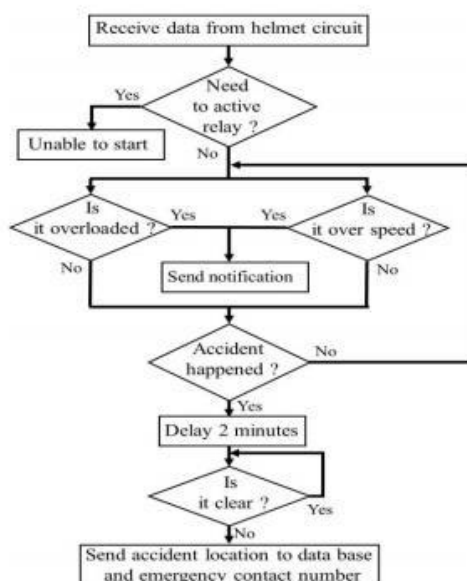 Receive data from helmet circuit
Need
to active
relay ?
Yes
Unable to start
No
Is
it overloaded ?
Yes
Yes
Is
it over speed ?
No
Send notification
No
Accident
happened ?
No
Yes
Delay 2 minutes
Is
it clear ?
Yes
No
Send accident location to data base
and emergency contact number